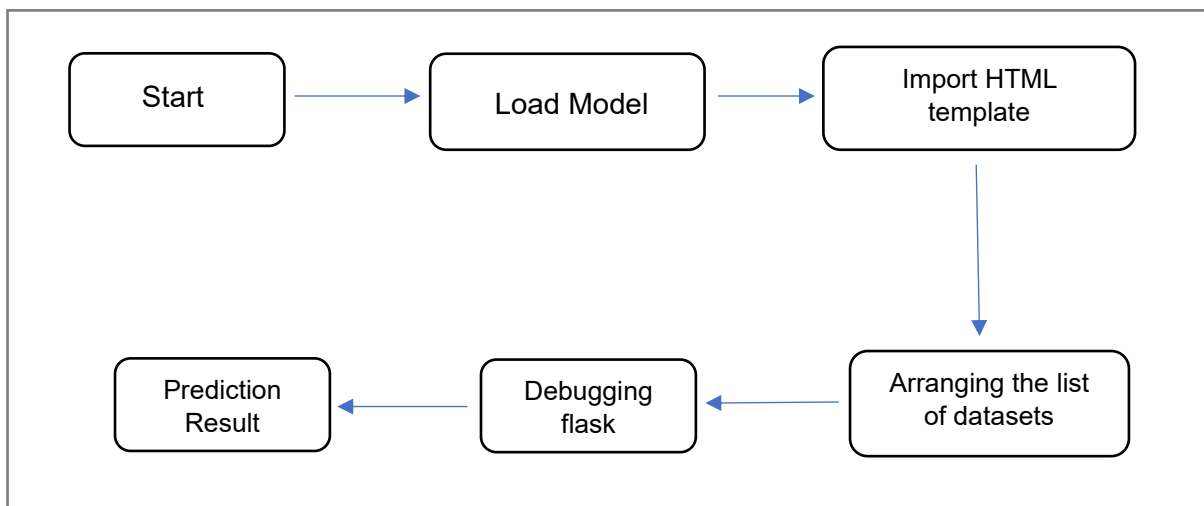 Start
Load Model
Import HTML
template
Arranging the list
of datasets
Debugging
flask
Prediction
Result